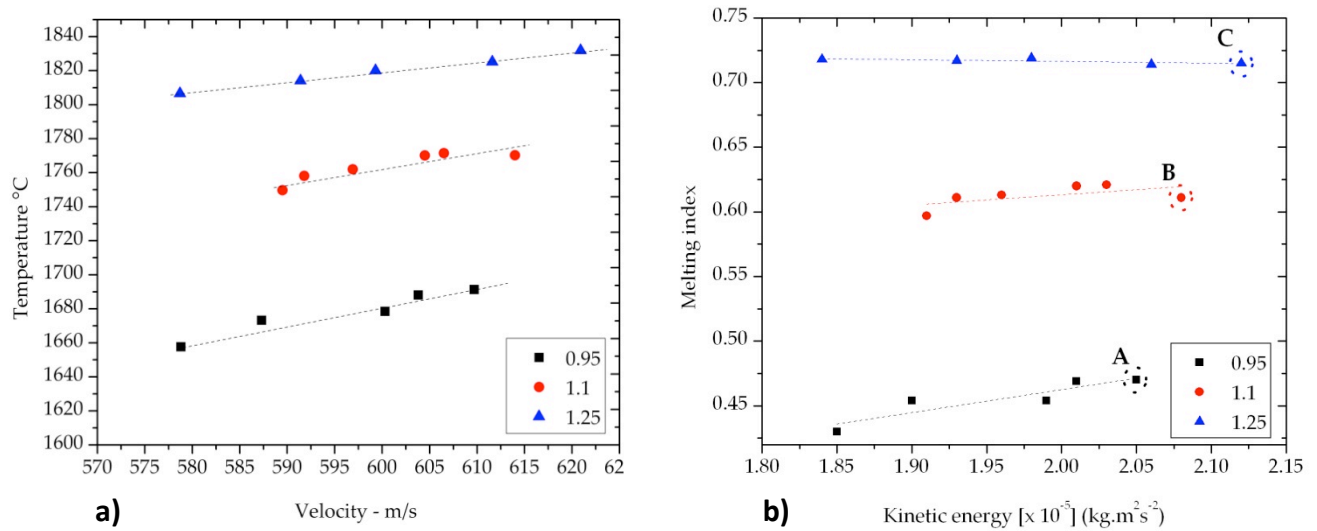 1840
1820
1800
1780
1760
1740
1720
1700
1680
1660
1640
1620
1600
Temperature °C
570 575 580 585 590 595 600 605 610 615 620 62
Velocity - m/s
0.95
1.1
1.25
a)
0.75
0.70
0.65
0.60
0.55
0.50
0.45
Melting index
C
B
A
0.95
1.1
1.25
1.80 1.85 1.90 1.95 2.00 2.05 2.10 2.15
Kinetic energy [x 10⁻⁵] (kg.m²s⁻²)
b)